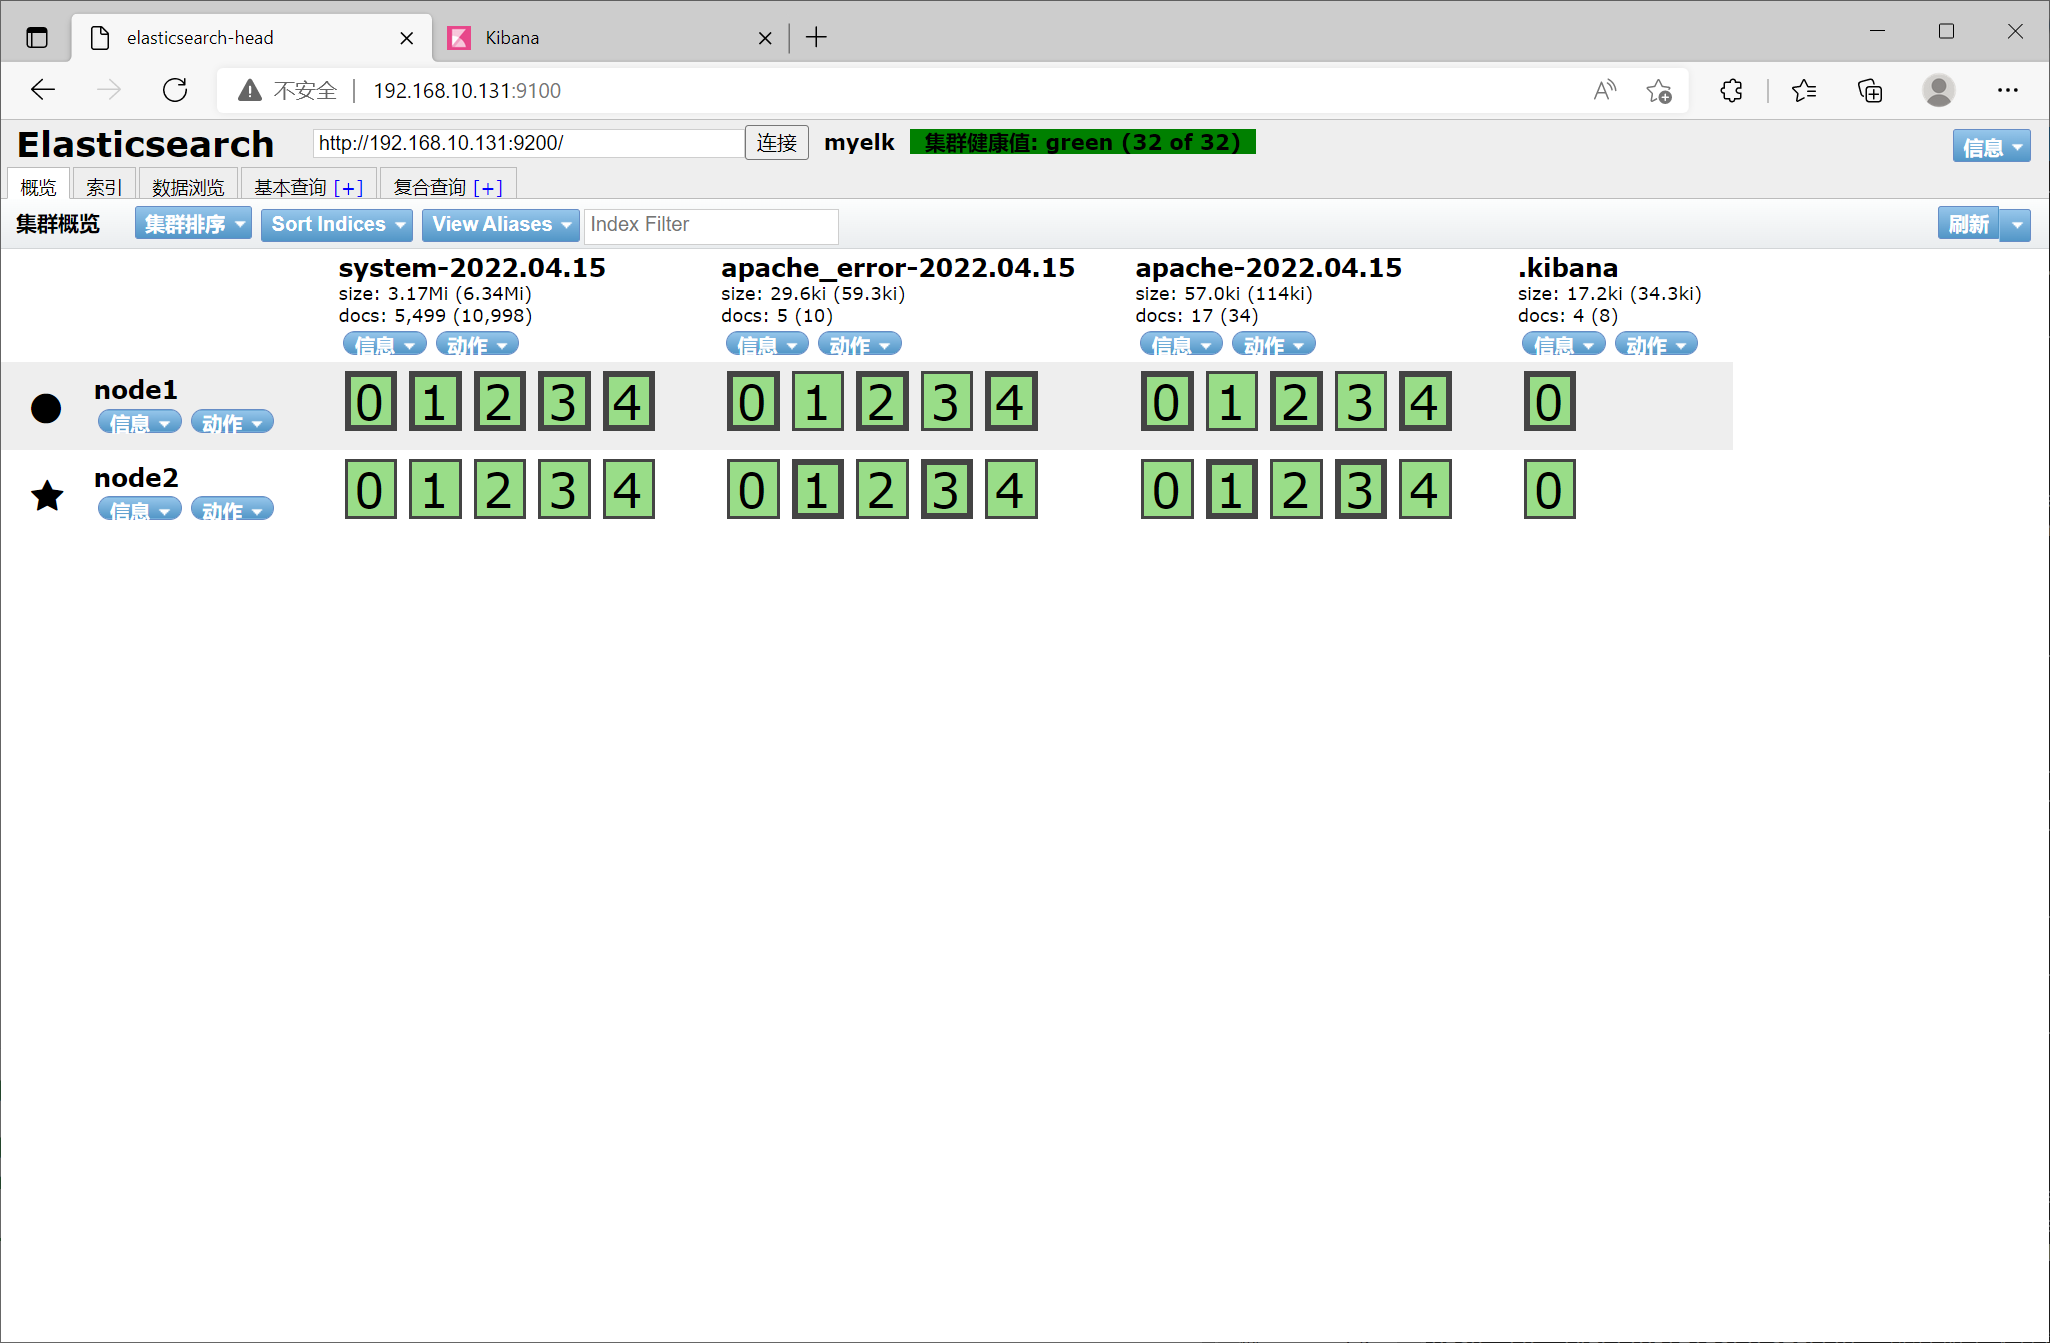 elasticsearch-head
Kibana
不安全 192.168.10.131:9100
Elasticsearch http://192.168.10.131:9200/ 连接 myelk 集群健康值: green (32 of 32) 信息
概览 索引 数据浏览 基本查询 [+] 复合查询 [+]
集群概览 集群排序 Sort Indices View Aliases Index Filter 刷新
system-2022.04.15 apache_error-2022.04.15 apache-2022.04.15 .kibana
size: 3.17Mi (6.34Mi) size: 29.6ki (59.3ki) size: 57.0ki (114ki) size: 17.2ki (34.3ki)
docs: 5,499 (10,998) docs: 5 (10) docs: 17 (34) docs: 4 (8)
信息 动作 信息 动作 信息 动作 信息 动作
node1 0 1 2 3 4 0 1 2 3 4 0 1 2 3 4 0
信息 动作
node2 0 1 2 3 4 0 1 2 3 4 0 1 2 3 4 0
信息 动作